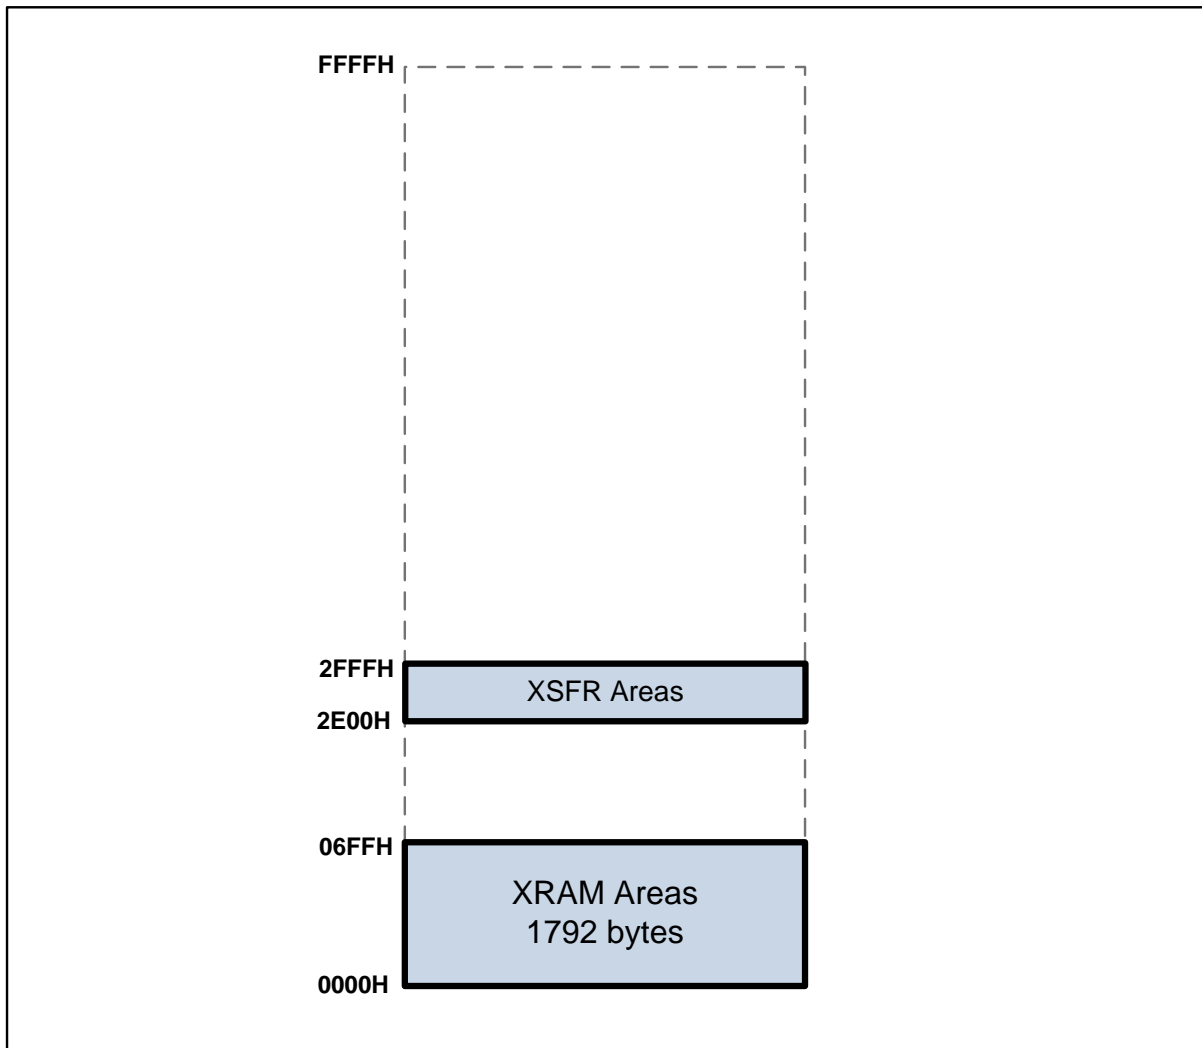 FFFFH
2FFFH
XSFR Areas
2E00H
06FFH
XRAM Areas
1792 bytes
0000H